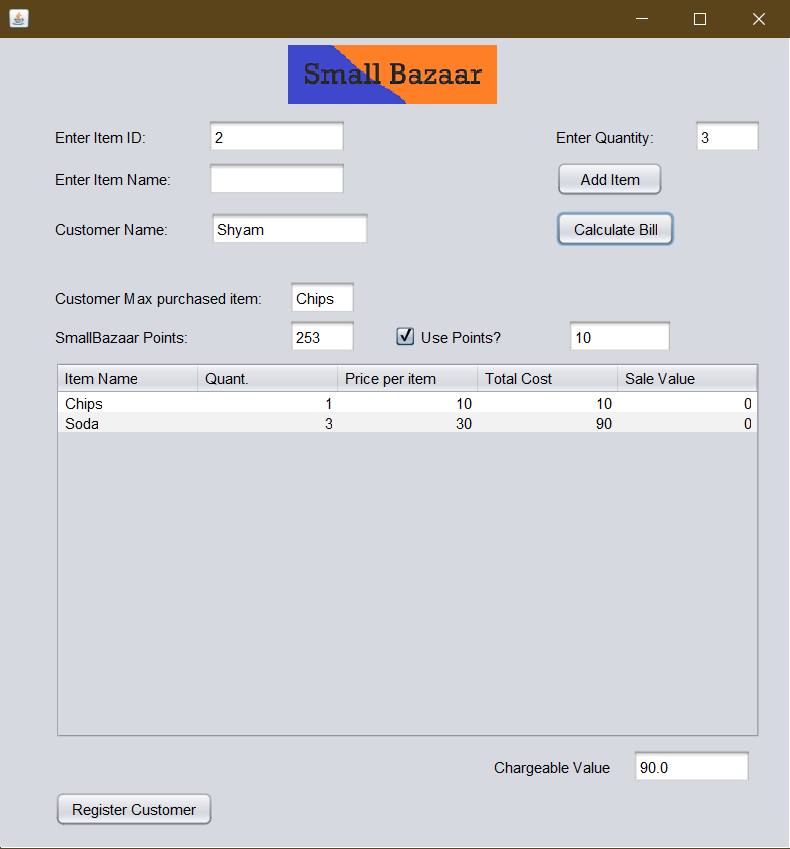 Small Bazaar
Enter Item ID: 2 Enter Quantity: 3
Enter Item Name: Add Item
Customer Name: Shyam Calculate Bill
Customer Max purchased item: Chips
SmallBazaar Points: 253 Use Points? 10
Item Name Quant. Price per item Total Cost Sale Value
Chips 1 10 10 0
Soda 3 30 90 0
Chargeable Value 90.0
Register Customer